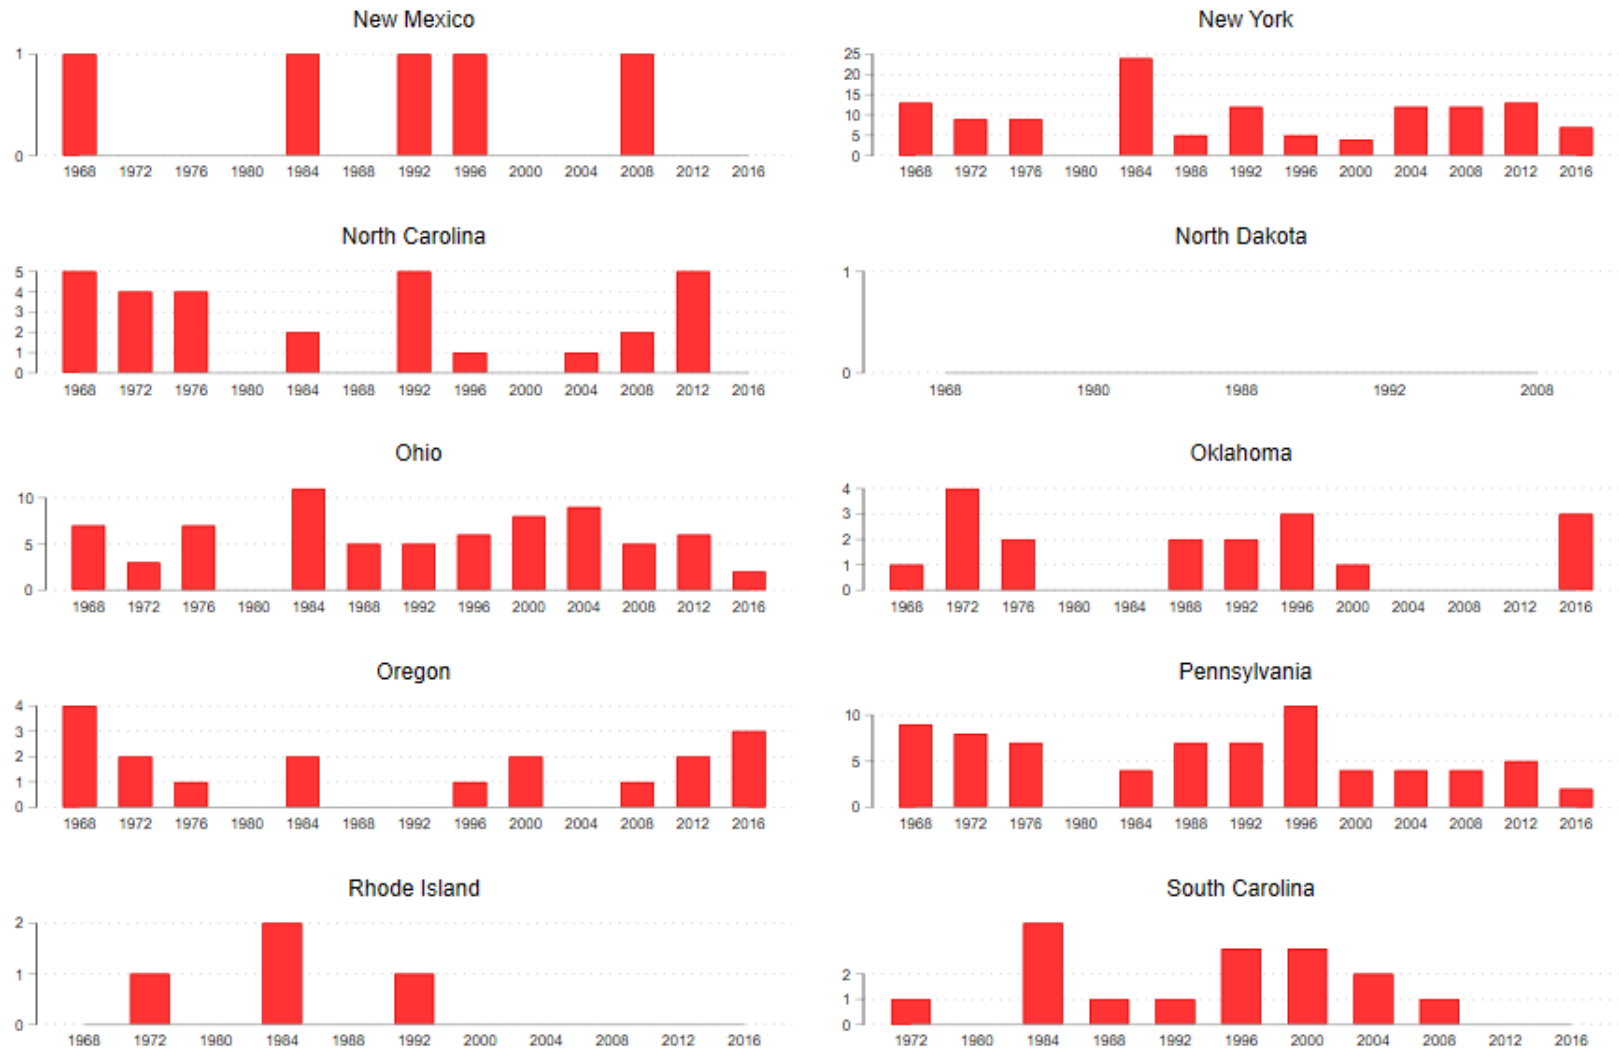 New Mexico
1
0
1968 1972 1976 1980 1984 1988 1992 1996 2000 2004 2008 2012 2016
New York
25
20
15
10
5
0
1968 1972 1976 1980 1984 1988 1992 1996 2000 2004 2008 2012 2016
North Carolina
5
4
3
2
1
0
1968 1972 1976 1980 1984 1988 1992 1996 2000 2004 2008 2012 2016
North Dakota
1
0
1968 1980 1988 1992 2008
Ohio
10
5
0
1968 1972 1976 1980 1984 1988 1992 1996 2000 2004 2008 2012 2016
Oklahoma
4
3
2
1
0
1968 1972 1976 1980 1984 1988 1992 1996 2000 2004 2008 2012 2016
Oregon
4
3
2
1
0
1968 1972 1976 1980 1984 1988 1992 1996 2000 2004 2008 2012 2016
Pennsylvania
10
5
0
1968 1972 1976 1980 1984 1988 1992 1996 2000 2004 2008 2012 2016
Rhode Island
2
1
0
1968 1972 1980 1984 1988 1992 2000 2004 2008 2012 2016
South Carolina
2
1
0
1972 1980 1984 1988 1992 1996 2000 2004 2008 2012 2016